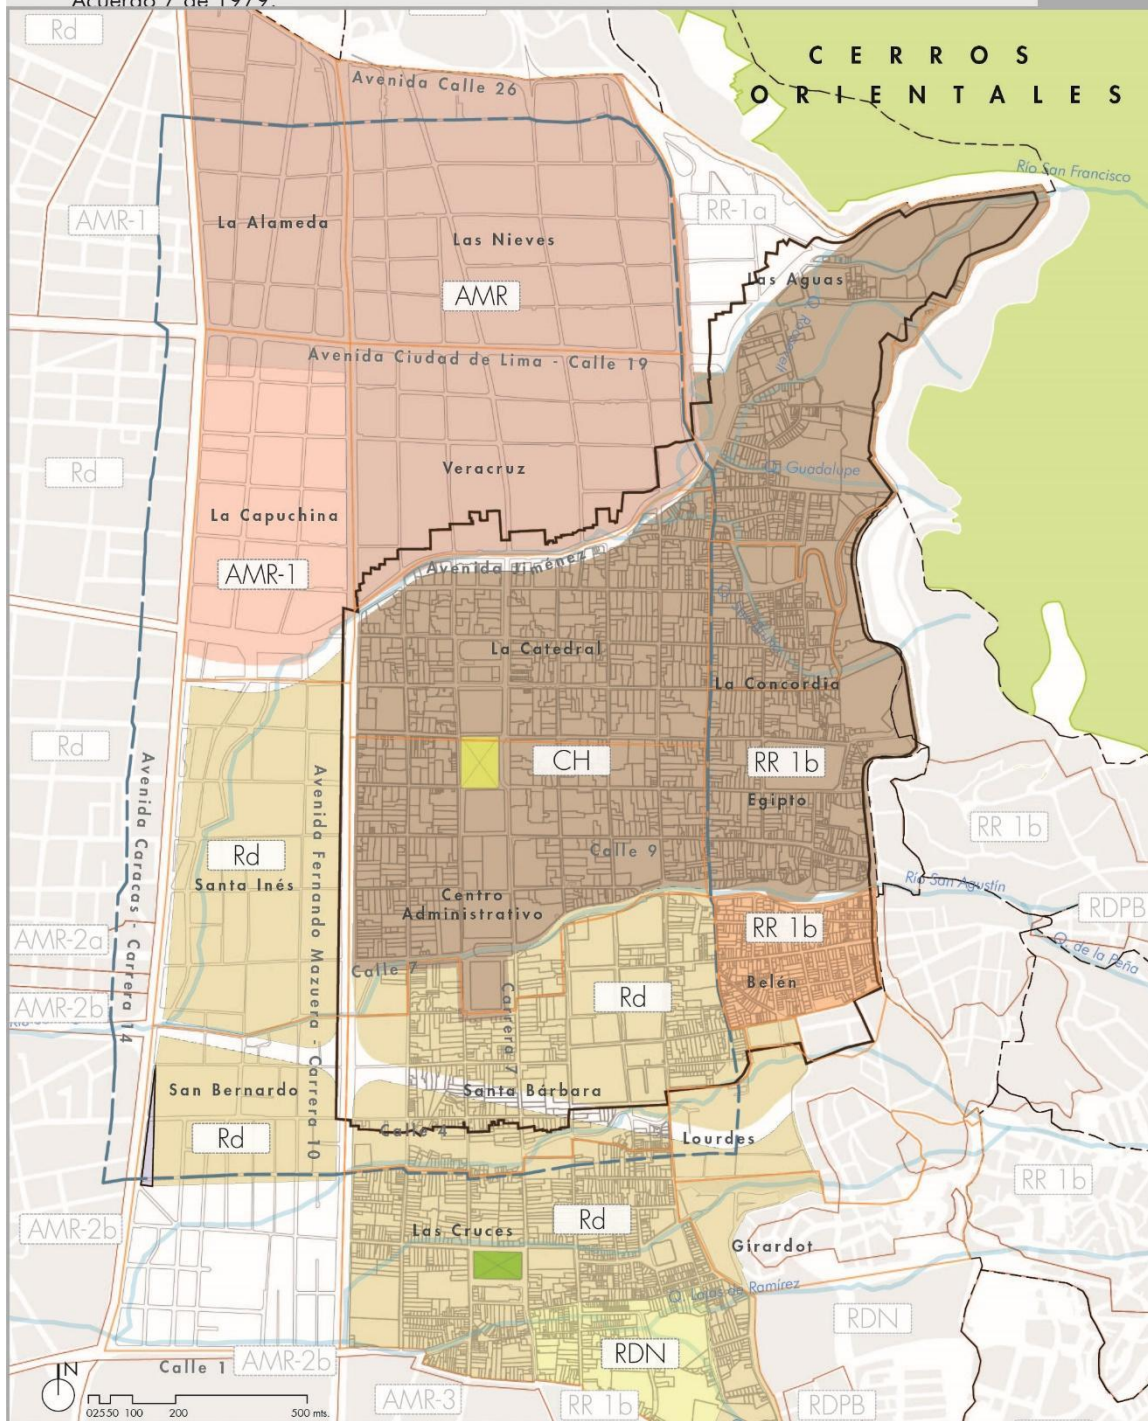 Acuerdo 7 de 1979.
Rd
CERROS
ORIENTALES
Avenida Calle 26
Río San Francisco
AMR-1
RR-1a
La Alameda
Las Nieves
Las Aguas
AMR
Q. Roosevelt
Avenida Ciudad de Lima - Calle 19
Rd
Veracruz
Q. Guadalupe
La Capuchina
AMR-1
Avenida Jiménez
La Catedral
La Concordia
Rd
CH
RR 1b
Egipto
RR 1b
Avenida Caracas - Carrera 14
Avenida Fernando Mazuera - Carrera 10
Calle 9
Rd
Santa Inés
Centro
Administrativo
Río San Agustín
RDPB
RR 1b
AMR-2a
Q. de la Peña
Calle 7
Belén
Rd
AMR-2b
Carrera 7
San Bernardo
Santa Bárbara
Rd
Calle 4
Lourdes
RR 1b
AMR-2b
Las Cruces
Rd
Girardot
Q. Lajas de Ramírez
RDN
RDN
Calle 1
AMR-2b
N
AMR-3
RR 1b
RDPB
02550 100 200 500 mts.